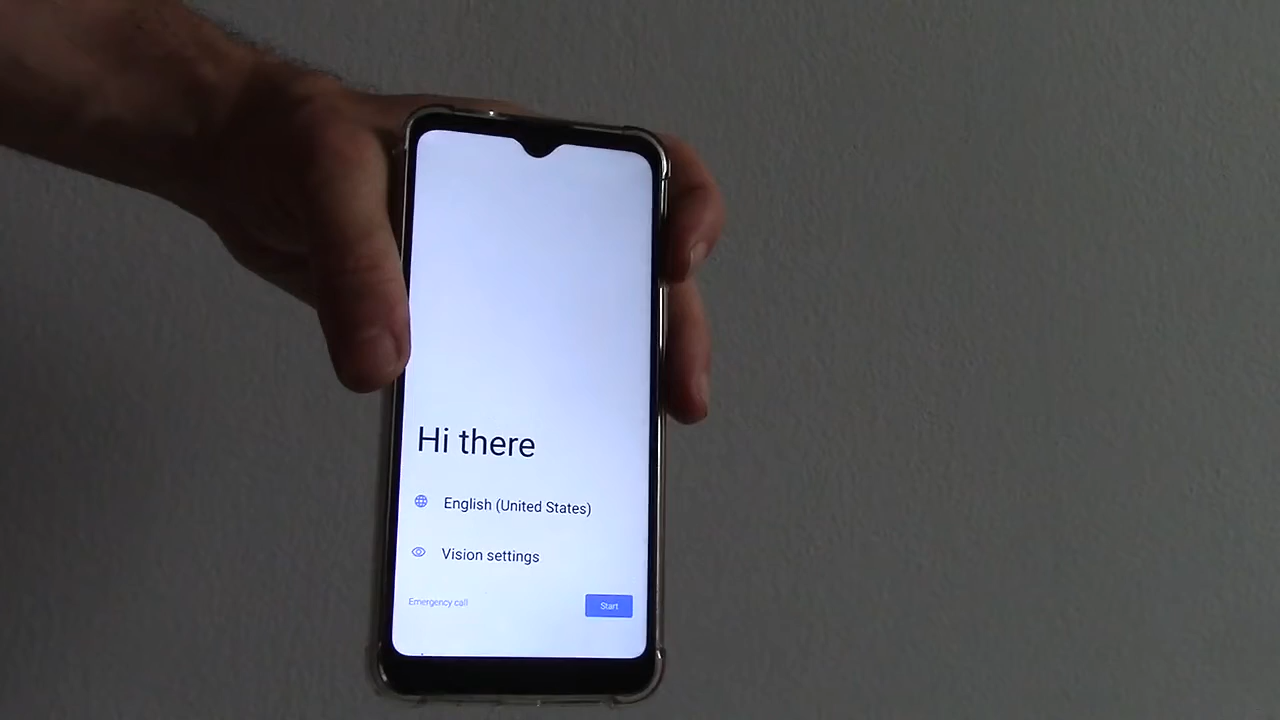 Hi there
English (United States)
Vision settings
Emergency call
Start